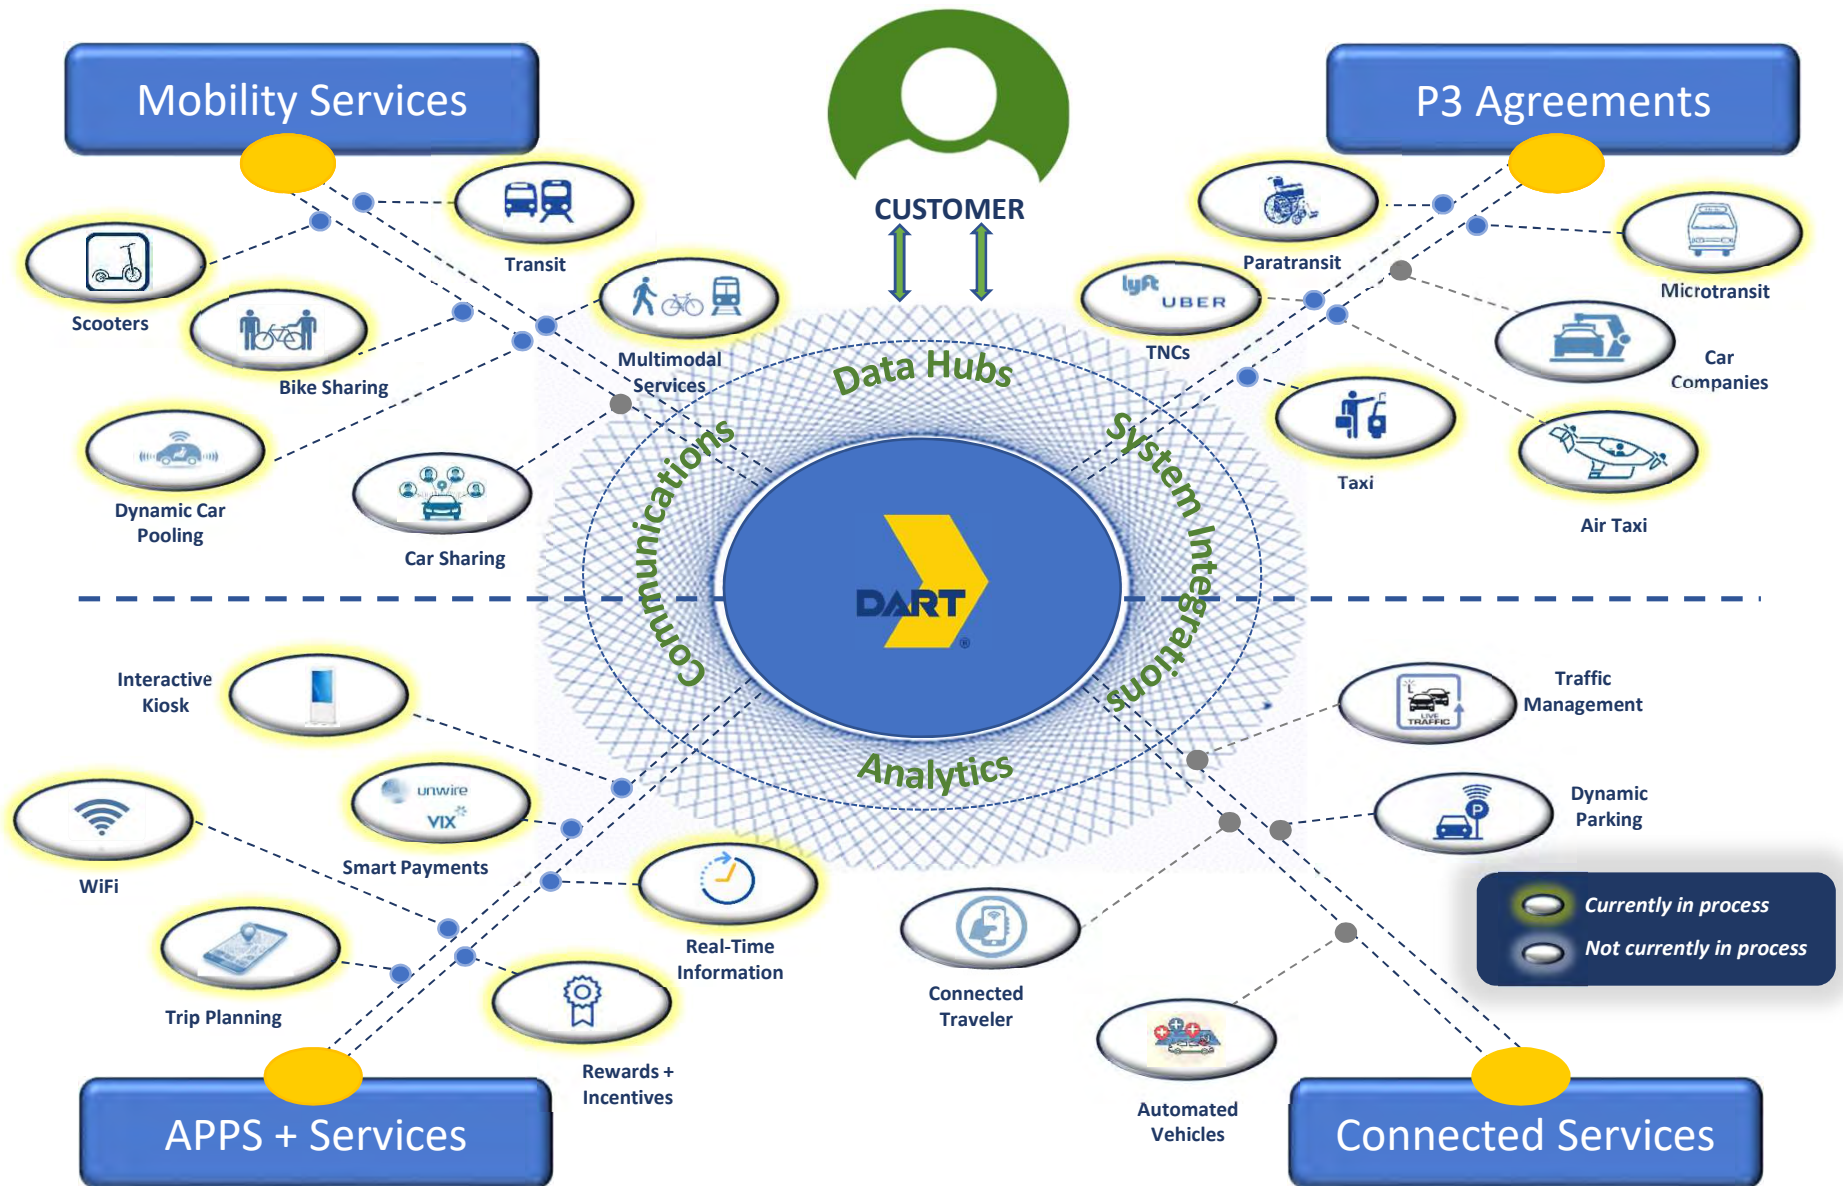 Mobility Services
P3 Agreements
CUSTOMER
Transit
Scooters
Bike Sharing
Multimodal
Services
Dynamic Car
Pooling
Car Sharing
Paratransit
Microtransit
lyft
UBER
TNCs
Car
Companies
Taxi
Air Taxi
Data Hubs
Communications
System Integrations
Analytics
DART
®
Interactive
Kiosk
unwire
VIX
Smart Payments
WiFi
Trip Planning
Real-Time
Information
Rewards +
Incentives
LIVE
TRAFFIC
Traffic
Management
P
Dynamic
Parking
Connected
Traveler
Automated
Vehicles
Currently in process
Not currently in process
APPS + Services
Connected Services